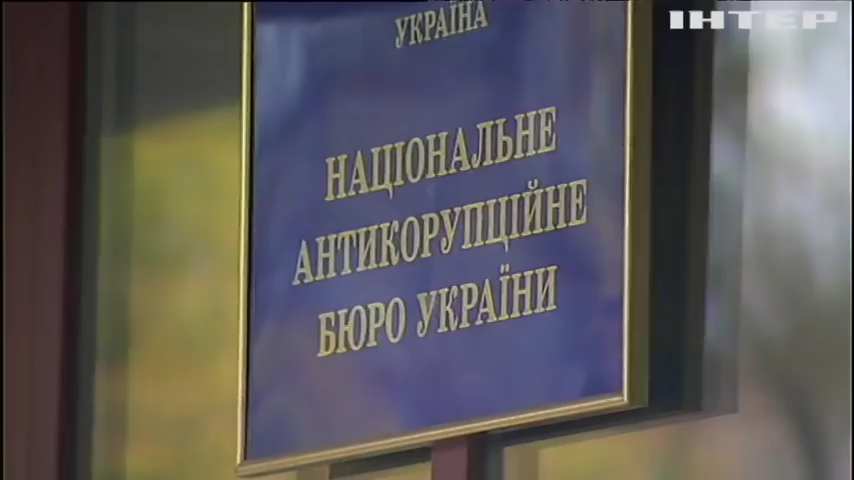 ІНТЕР
УКРАЇНА
НАЦІОНАЛЬНЕ
АНТИКОРУПЦІЙНЕ
БЮРО УКРАЇНИ